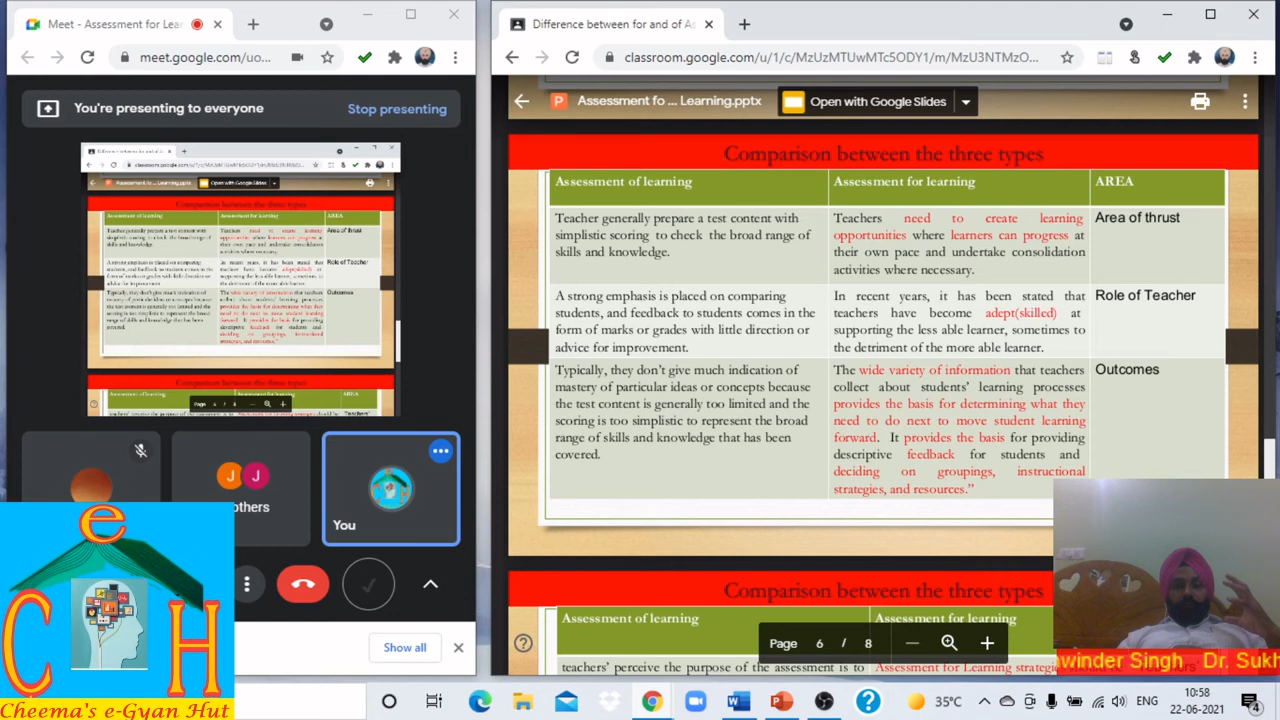 Meet - Assessment for Lea
Difference between for and of As
meet.google.com/uo...
classroom.google.com/u/1/c/MzUzMTUwMTc5ODY1/m/MzU3NTMzO...
You're presenting to everyone
Stop presenting
Assessment fo ... Learning.pptx
Open with Google Slides
Comparison between the three types
Assessment of learning
Assessment for learning
AREA
Teacher generally prepare a test content with
simplistic scoring to check the broad range of
skills and knowledge.
Teachers need to create learning
opportunities where learners can progress at
their own pace and undertake consolidation
activities where necessary.
Area of thrust
A strong emphasis is placed on comparing
students, and feedback to students comes in the
form of marks or grades with little direction or
advice for improvement.
In recent years, it has been stated that
teachers have become adept(skilled) at
supporting the less able learner, sometimes to
the detriment of the more able learner.
Role of Teacher
Typically, they don't give much indication of
mastery of particular ideas or concepts because
the test content is generally too limited and the
scoring is too simplistic to represent the broad
range of skills and knowledge that has been
covered.
The wide variety of information that teachers
collect about students' learning processes
provides the basis for determining what they
need to do next to move student learning
forward. It provides the basis for providing
descriptive feedback for students and
deciding on groupings, instructional
strategies, and resources."
Outcomes
Comparison between the three types
Assessment of learning
Assessment for learning
teachers' perceive the purpose of the assessment is to
Assessment for Learning strategi
Page 6 / 8
J J
others
You
Show all
e
C H
Cheema's e-Gyan Hut
winder Singh Dr. Sukh
35°C
ENG
10:58
22-06-2021
4